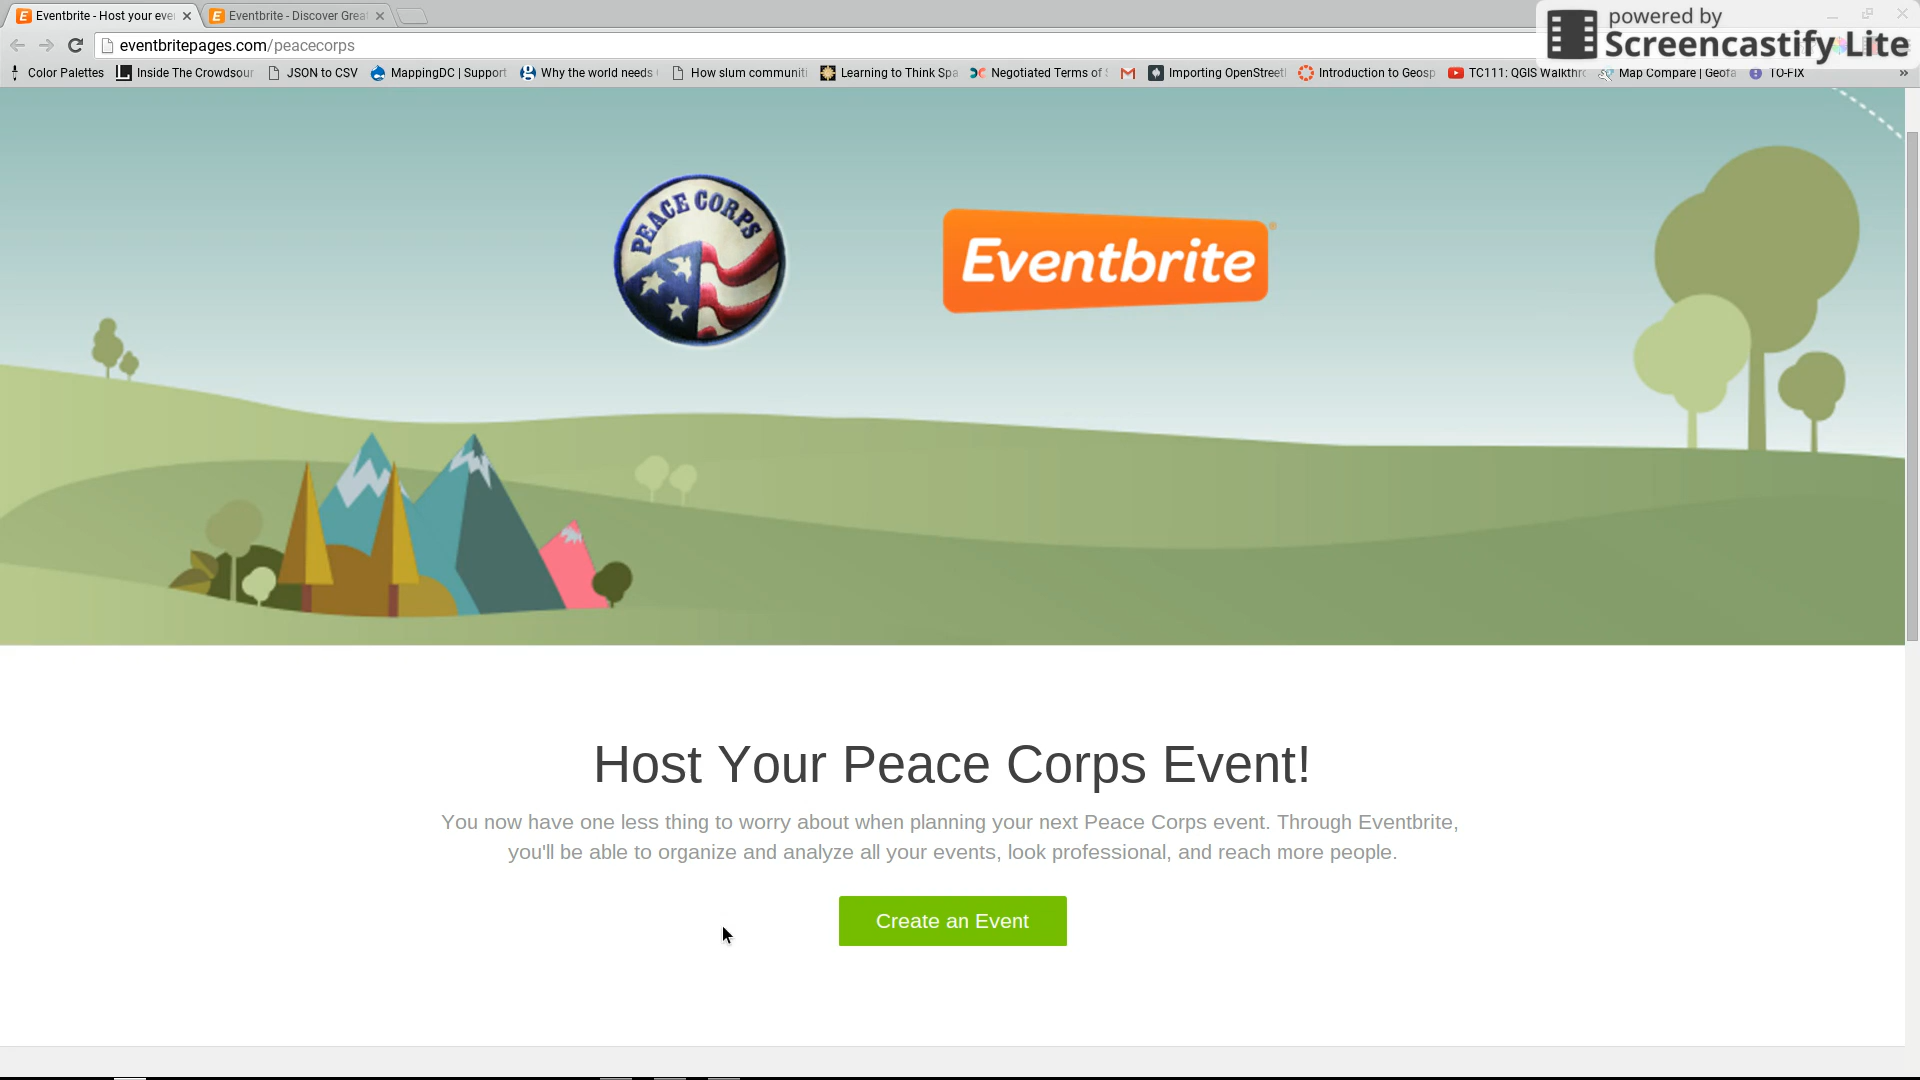 Eventbrite - Host your eve
Eventbrite - Discover Grea
powered by
Screencastify Lite
eventbritepages.com/peacecorps
Color Palettes
Inside The Crowdsour
JSON to CSV
MappingDC | Support
Why the world needs
How slum communiti
Learning to Think Spa
Negotiated Terms of S
Importing OpenStreet
Introduction to Geosp
TC111: QGIS Walkthro
Map Compare | Geofa
TO-FIX
»
PEACE CORPS
Eventbrite
Host Your Peace Corps Event!
You now have one less thing to worry about when planning your next Peace Corps event. Through Eventbrite,
you'll be able to organize and analyze all your events, look professional, and reach more people.
Create an Event